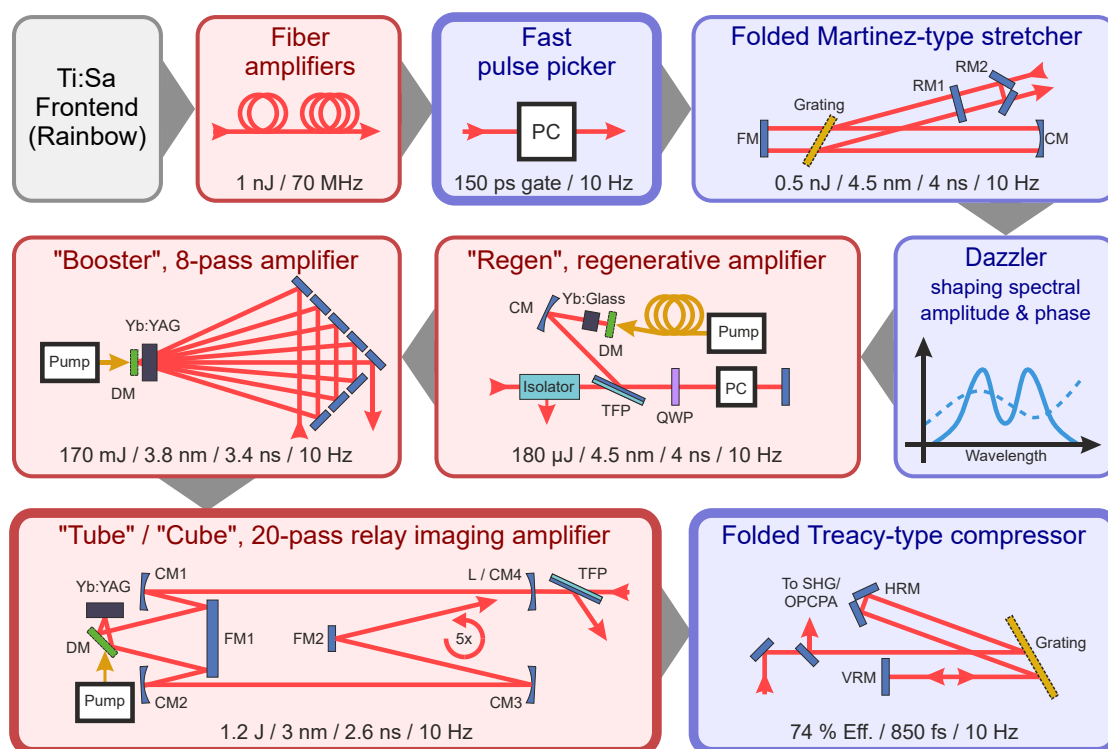 Ti:Sa
Frontend
(Rainbow)
Fiber
amplifiers
1 nJ / 70 MHz
Fast
pulse picker
PC
150 ps gate / 10 Hz
Folded Martinez-type stretcher
RM2
RM1
Grating
FM
CM
0.5 nJ / 4.5 nm / 4 ns / 10 Hz
"Booster", 8-pass amplifier
Yb:YAG
Pump
DM
170 mJ / 3.8 nm / 3.4 ns / 10 Hz
"Regen", regenerative amplifier
CM
Yb:Glass
Pump
DM
Isolator
PC
TFP
QWP
180 µJ / 4.5 nm / 4 ns / 10 Hz
Dazzler
shaping spectral
amplitude & phase
Wavelength
"Tube" / "Cube", 20-pass relay imaging amplifier
CM1
L / CM4
TFP
Yb:YAG
DM
FM1
FM2
5x
Pump
CM2
CM3
1.2 J / 3 nm / 2.6 ns / 10 Hz
Folded Treacy-type compressor
To SHG/
OPCPA
HRM
Grating
VRM
74 % Eff. / 850 fs / 10 Hz